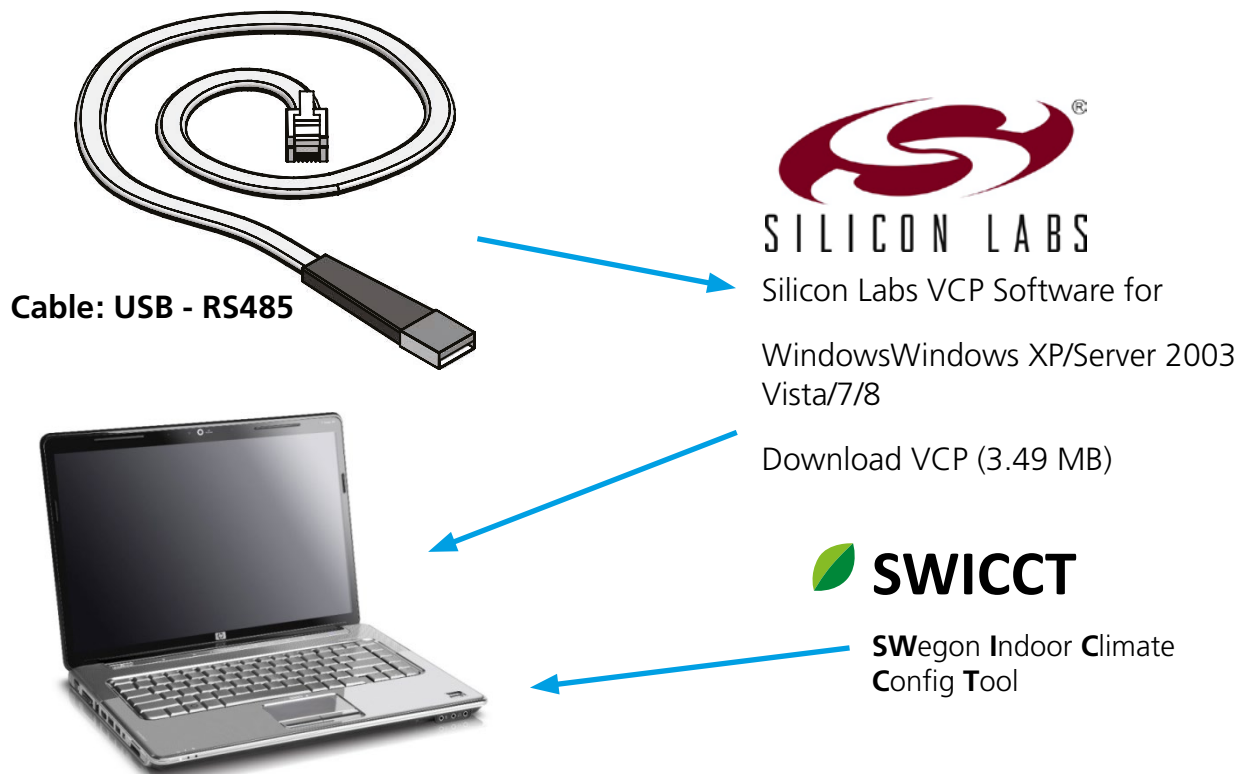 Cable: USB - RS485
®
SILICON LABS
Silicon Labs VCP Software for
WindowsWindows XP/Server 2003
Vista/7/8
Download VCP (3.49 MB)
SWICCT
SWegon Indoor Climate
Config Tool
hp